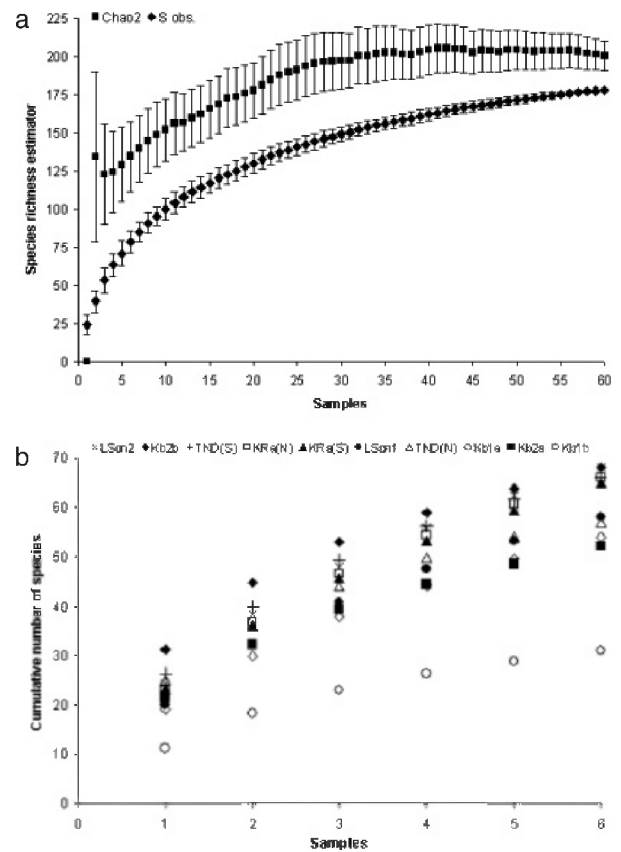 a
Chao2 S obs.
225
200
175
150
125
100
75
50
25
0
Species richness estimator
0 5 10 15 20 25 30 35 40 45 50 55 60
Samples
b
LSon2 Kb2b TND(S) KRa(N) KRa(S) LSon1 TND(N) Kb1a Kb2a Kb1b
70
60
50
40
30
20
10
0
Cumulative number of species
0 1 2 3 4 5 6
Samples